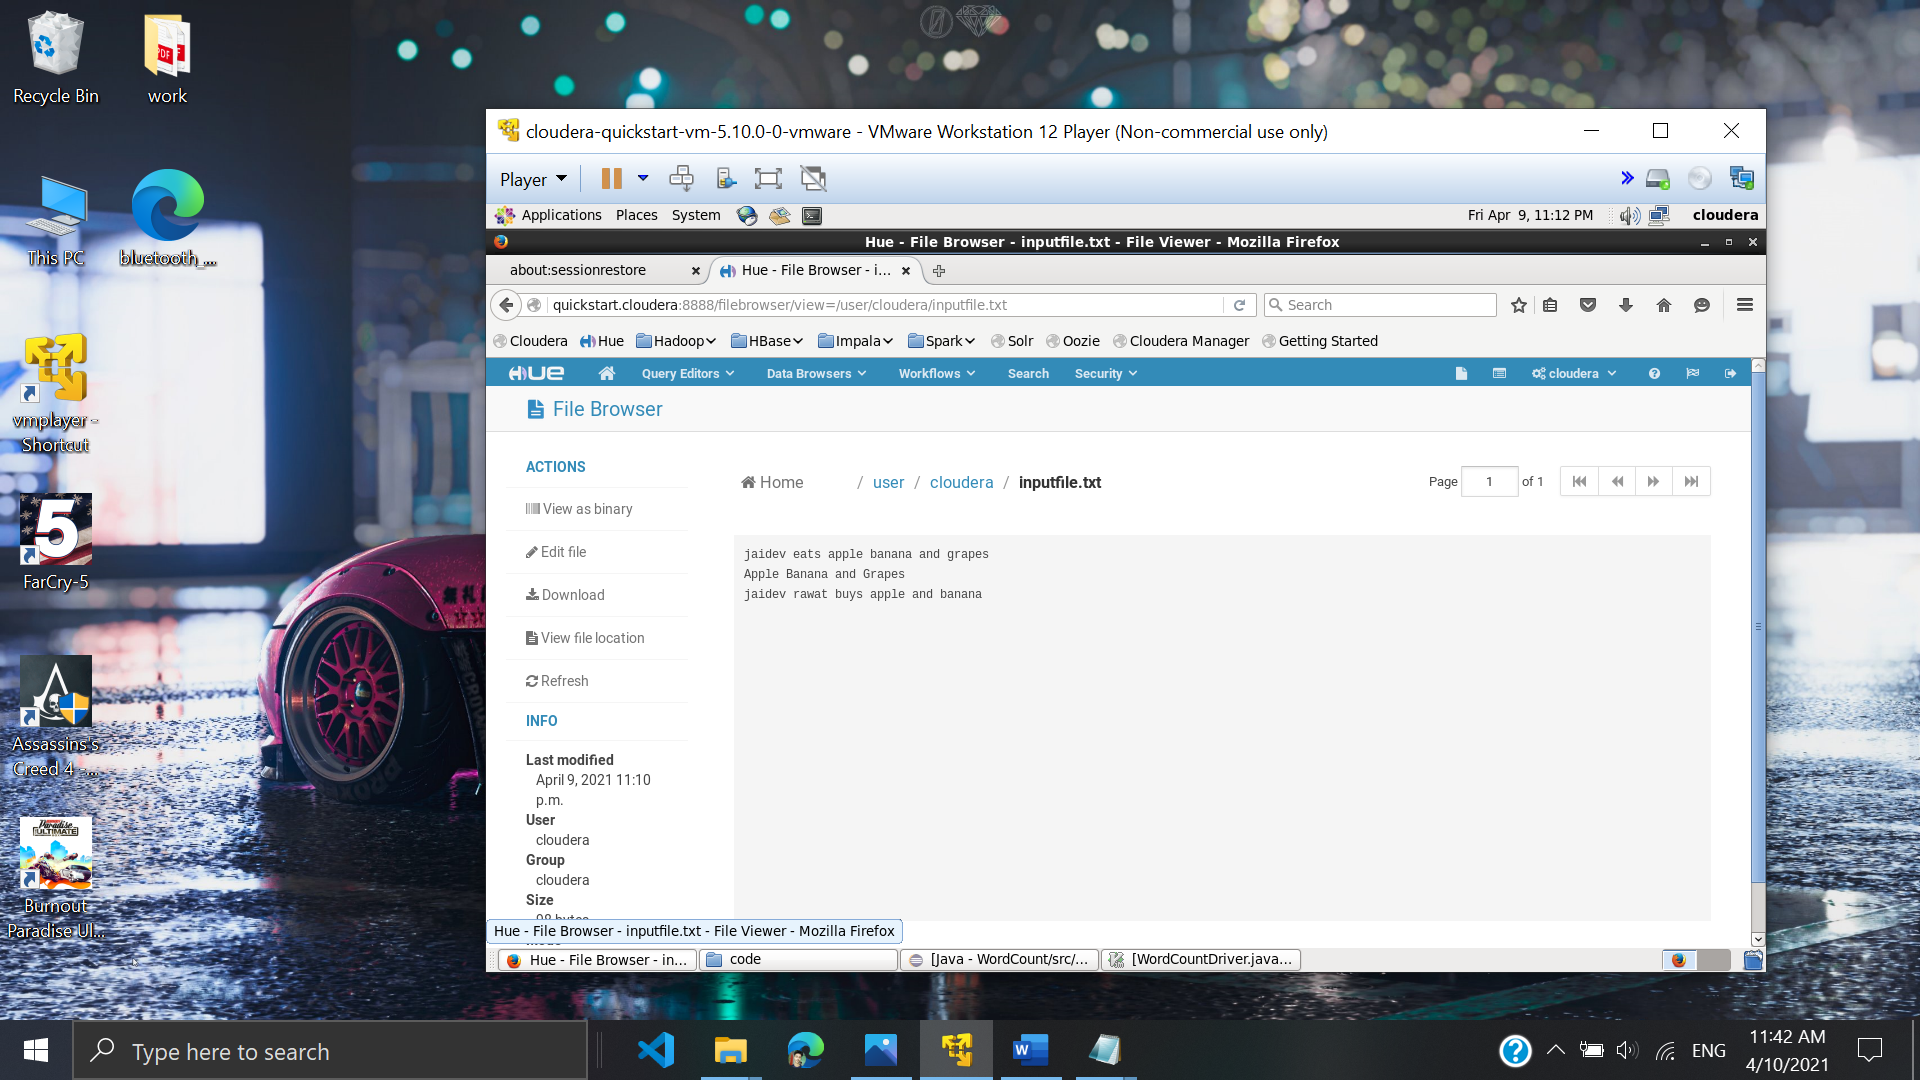 Recycle Bin
work
This PC
bluetooth_...
vmplayer -
Shortcut
5
FarCry-5
Assassins's
Creed 4 -...
Paradise
ULTIMATE
Burnout
Paradise Ul...
cloudera-quickstart-vm-5.10.0-0-vmware - VMware Workstation 12 Player (Non-commercial use only)
Player
Applications Places System
Fri Apr 9, 11:12 PM
cloudera
Hue - File Browser - inputfile.txt - File Viewer - Mozilla Firefox
about:sessionrestore
Hue - File Browser - i...
quickstart.cloudera:8888/filebrowser/view=/user/cloudera/inputfile.txt
Search
Cloudera Hue Hadoop HBase Impala Spark Solr Oozie Cloudera Manager Getting Started
HUE Query Editors Data Browsers Workflows Search Security cloudera
File Browser
ACTIONS
View as binary
Edit file
Download
View file location
Refresh
INFO
Last modified
April 9, 2021 11:10
p.m.
User
cloudera
Group
cloudera
Size
98 bytes
Home / user / cloudera / inputfile.txt
Page 1 of 1
jaidev eats apple banana and grapes
Apple Banana and Grapes
jaidev rawat buys apple and banana
Hue - File Browser - inputfile.txt - File Viewer - Mozilla Firefox
Hue - File Browser - in...
code
[Java - WordCount/src/...
[WordCountDriver.java...
Type here to search
ENG
11:42 AM
4/10/2021